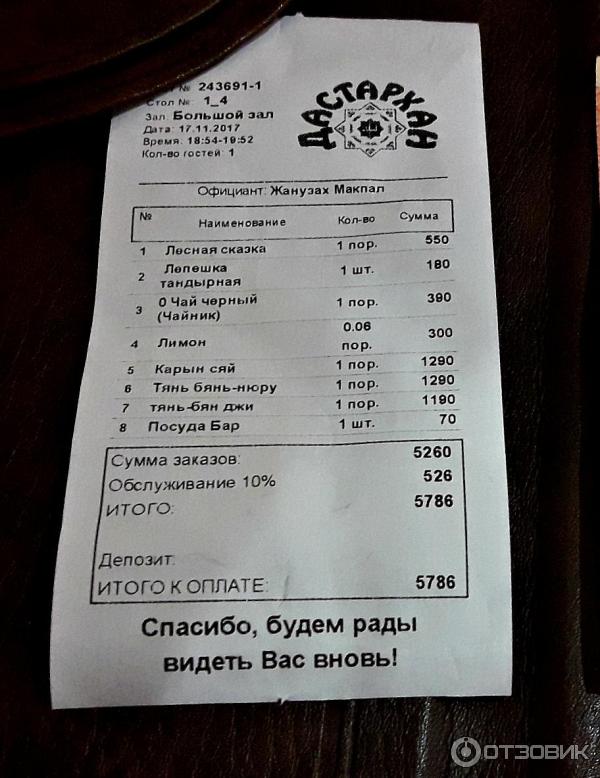 № 243691-1
Стол №: 1_4
Зал: Большой зал
Дата: 17.11.2017
Время: 18:54-19:52
Кол-во гостей: 1
ДАСТАРХАН
Официант: Жанузах Макпал
№ Наименование Кол-во Сумма
1 Лесная сказка 1 пор. 550
2 Лепешка тандырная 1 шт. 180
3 0 Чай черный (Чайник) 1 пор. 390
4 Лимон 0.06 пор. 300
5 Карын сяй 1 пор. 1290
6 Тянь бянь-нюру 1 пор. 1290
7 тянь-бян джи 1 пор. 1190
8 Посуда Бар 1 шт. 70
Сумма заказов: 5260
Обслуживание 10% 526
ИТОГО: 5786
Депозит:
ИТОГО К ОПЛАТЕ: 5786
Спасибо, будем рады
видеть Вас вновь!
ОТЗОВИК